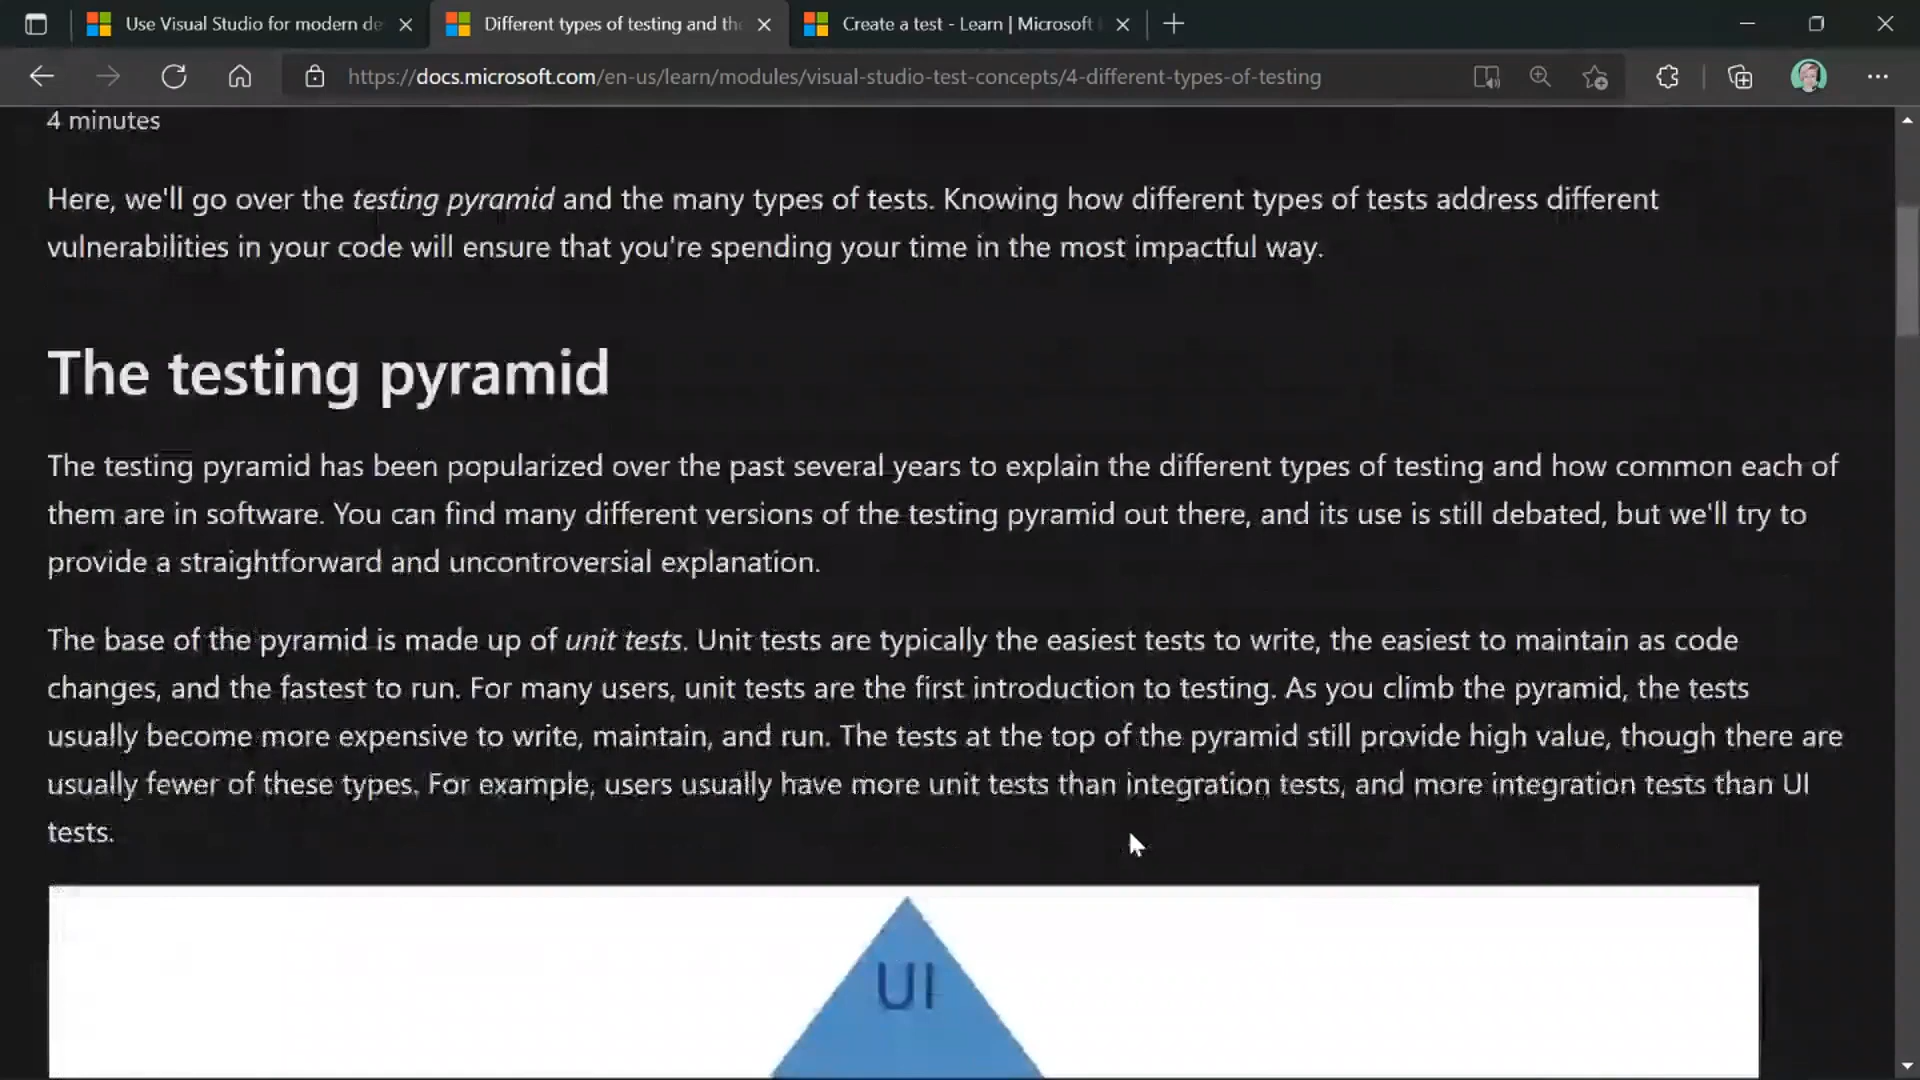 Use Visual Studio for modern de
Different types of testing and the
Create a test - Learn | Microsoft
https://docs.microsoft.com/en-us/learn/modules/visual-studio-test-concepts/4-different-types-of-testing
4 minutes
Here, we'll go over the testing pyramid and the many types of tests. Knowing how different types of tests address different
vulnerabilities in your code will ensure that you're spending your time in the most impactful way.
The testing pyramid
The testing pyramid has been popularized over the past several years to explain the different types of testing and how common each of
them are in software. You can find many different versions of the testing pyramid out there, and its use is still debated, but we'll try to
provide a straightforward and uncontroversial explanation.
The base of the pyramid is made up of unit tests. Unit tests are typically the easiest tests to write, the easiest to maintain as code
changes, and the fastest to run. For many users, unit tests are the first introduction to testing. As you climb the pyramid, the tests
usually become more expensive to write, maintain, and run. The tests at the top of the pyramid still provide high value, though there are
usually fewer of these types. For example, users usually have more unit tests than integration tests, and more integration tests than UI
tests.
UI